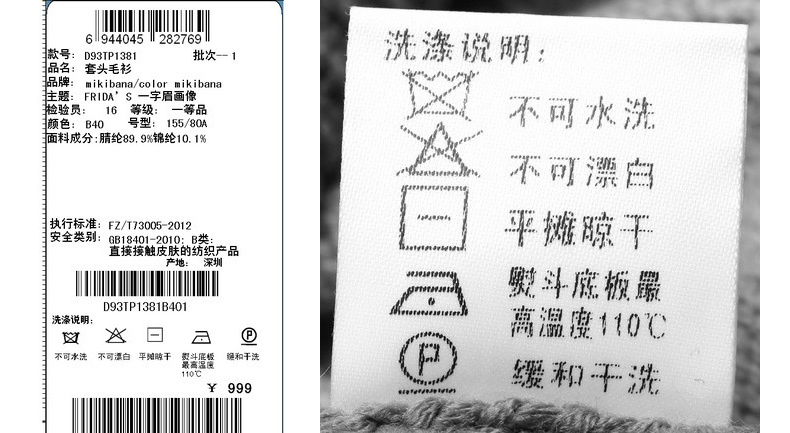 6 944045 282769
款号: D93TP1381 批次--1
品名: 套头毛衫
品牌: mikibana/color mikibana
主题: FRIDA'S 一字眉画像
检验员: 16 等级: 一等品
颜色: B40 号型: 155/80A
面料成分:腈纶89.9%锦纶10.1%
执行标准: FZ/T73005-2012
安全类别: GB18401-2010; B类:
直接接触皮肤的纺织产品
产地: 深圳
D93TP1381B401
洗涤说明:
不可水洗 不可漂白 平摊晾干 熨斗底板 缓和干洗
最高温度
110℃
P
¥ 999
洗涤说明:
不可水洗
不可漂白
平摊晾干
熨斗底板最
高温度110℃
P
缓和干洗